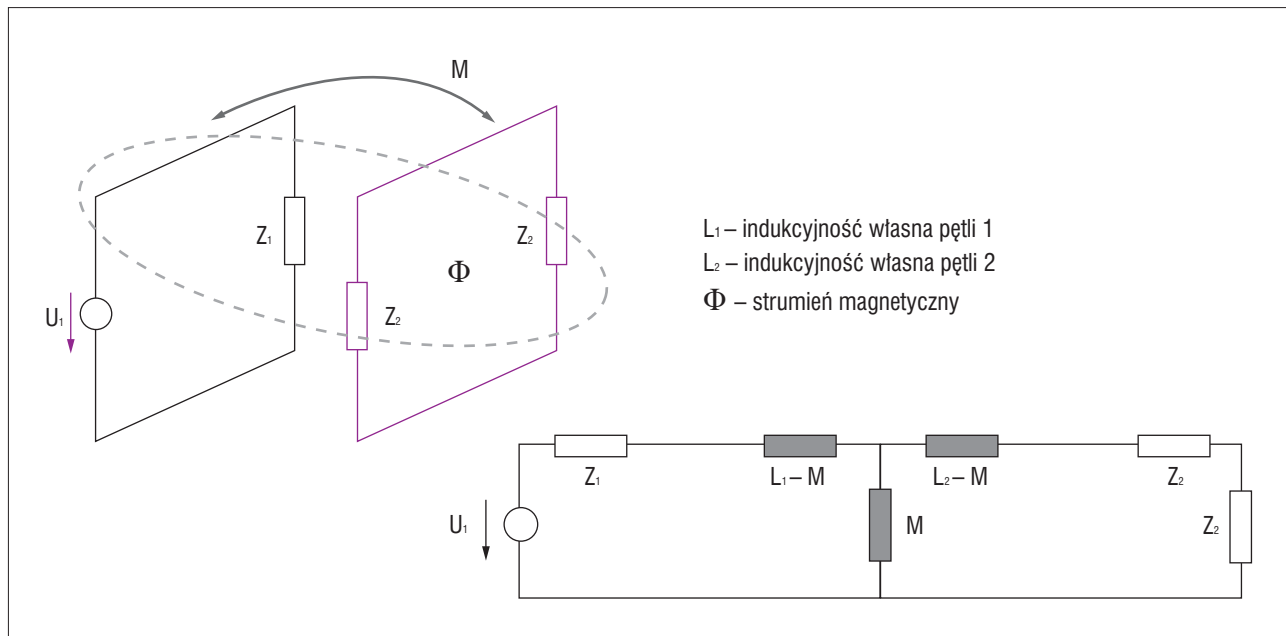 M
Z₁
Z₂
Φ
Z₂
U₁
L₁ – indukcyjność własna pętli 1
L₂ – indukcyjność własna pętli 2
Φ – strumień magnetyczny
Z₁
L₁ – M
L₂ – M
Z₂
U₁
M
Z₂